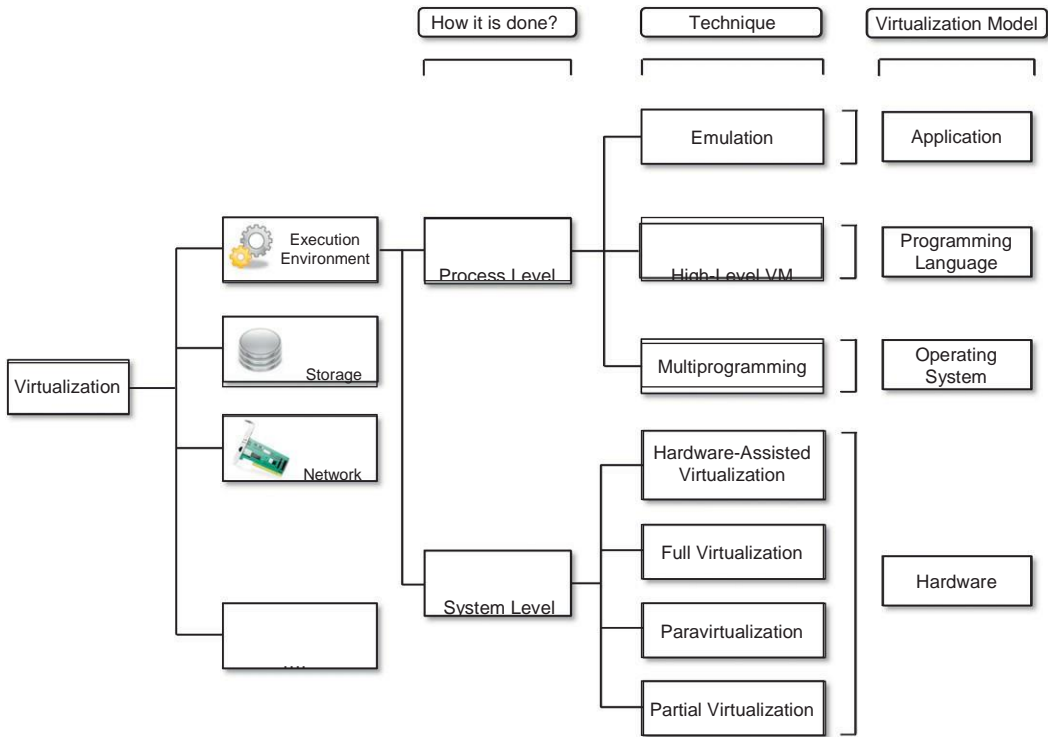 How it is done?
Technique
Virtualization Model
Emulation
Application
Execution
Environment
Process Level
High-Level VM
Programming
Language
Storage
Virtualization
Multiprogramming
Operating
System
Network
Hardware-Assisted
Virtualization
Full Virtualization
System Level
Hardware
Paravirtualization
....
Partial Virtualization